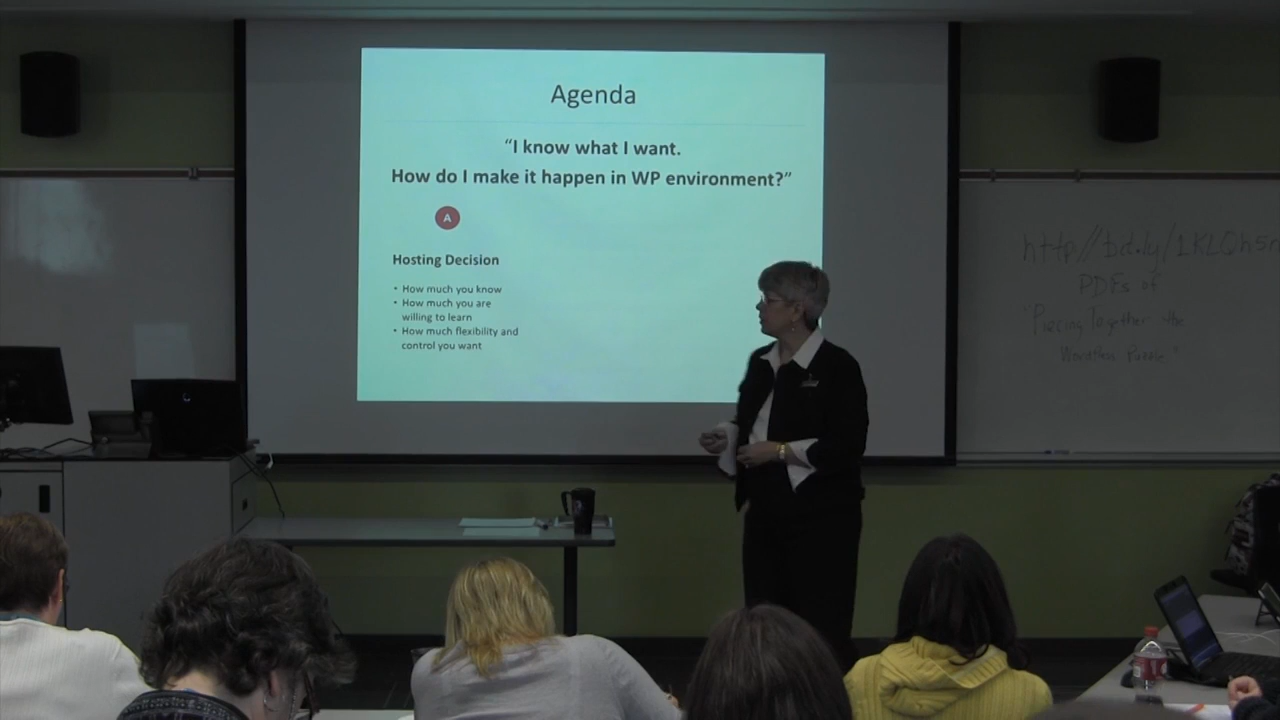 Agenda
“I know what I want.
How do I make it happen in WP environment?”
A
Hosting Decision
• How much you know
• How much you are
willing to learn
• How much flexibility and
control you want
PDFs of
"Piecing Together the
WordPress Puzzle"